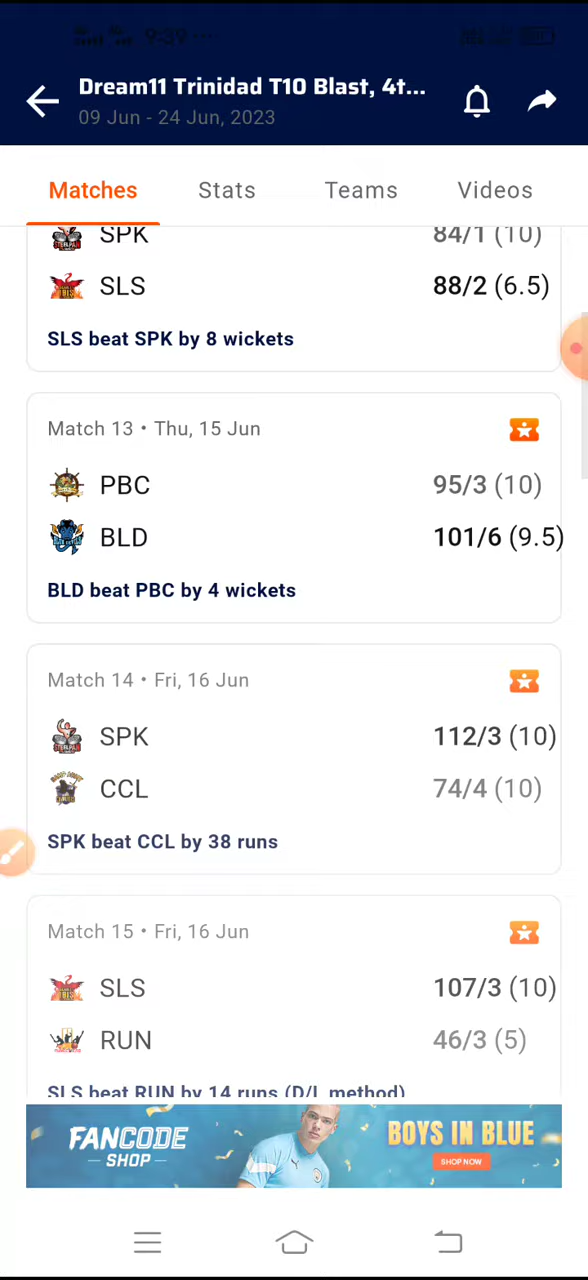 9:39
Dream11 Trinidad T10 Blast, 4t...
09 Jun - 24 Jun, 2023
Matches Stats Teams Videos
SPK 84/1 (10)
SLS 88/2 (6.5)
SLS beat SPK by 8 wickets
Match 13 • Thu, 15 Jun
PBC 95/3 (10)
BLD 101/6 (9.5)
BLD beat PBC by 4 wickets
Match 14 • Fri, 16 Jun
SPK 112/3 (10)
CCL 74/4 (10)
SPK beat CCL by 38 runs
Match 15 • Fri, 16 Jun
SLS 107/3 (10)
RUN 46/3 (5)
SLS beat RUN by 14 runs (D/L method)
FANCODE
SHOP
BOYS IN BLUE
SHOP NOW